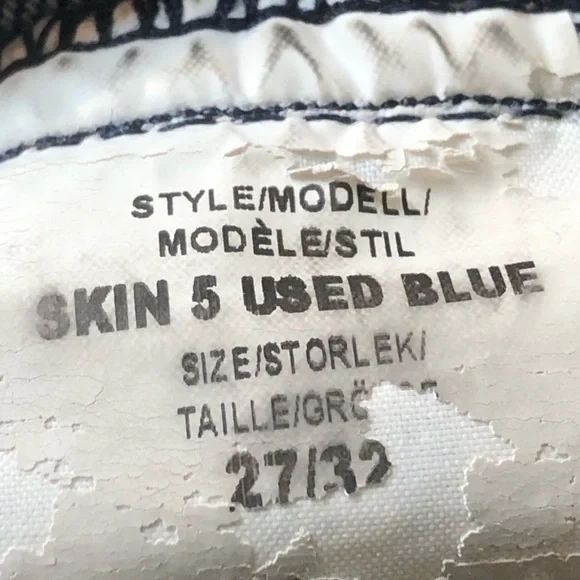 STYLE/MODELL/
MODÈLE/STIL
SKIN 5 USED BLUE
SIZE/STORLEK/
TAILLE/
27/32